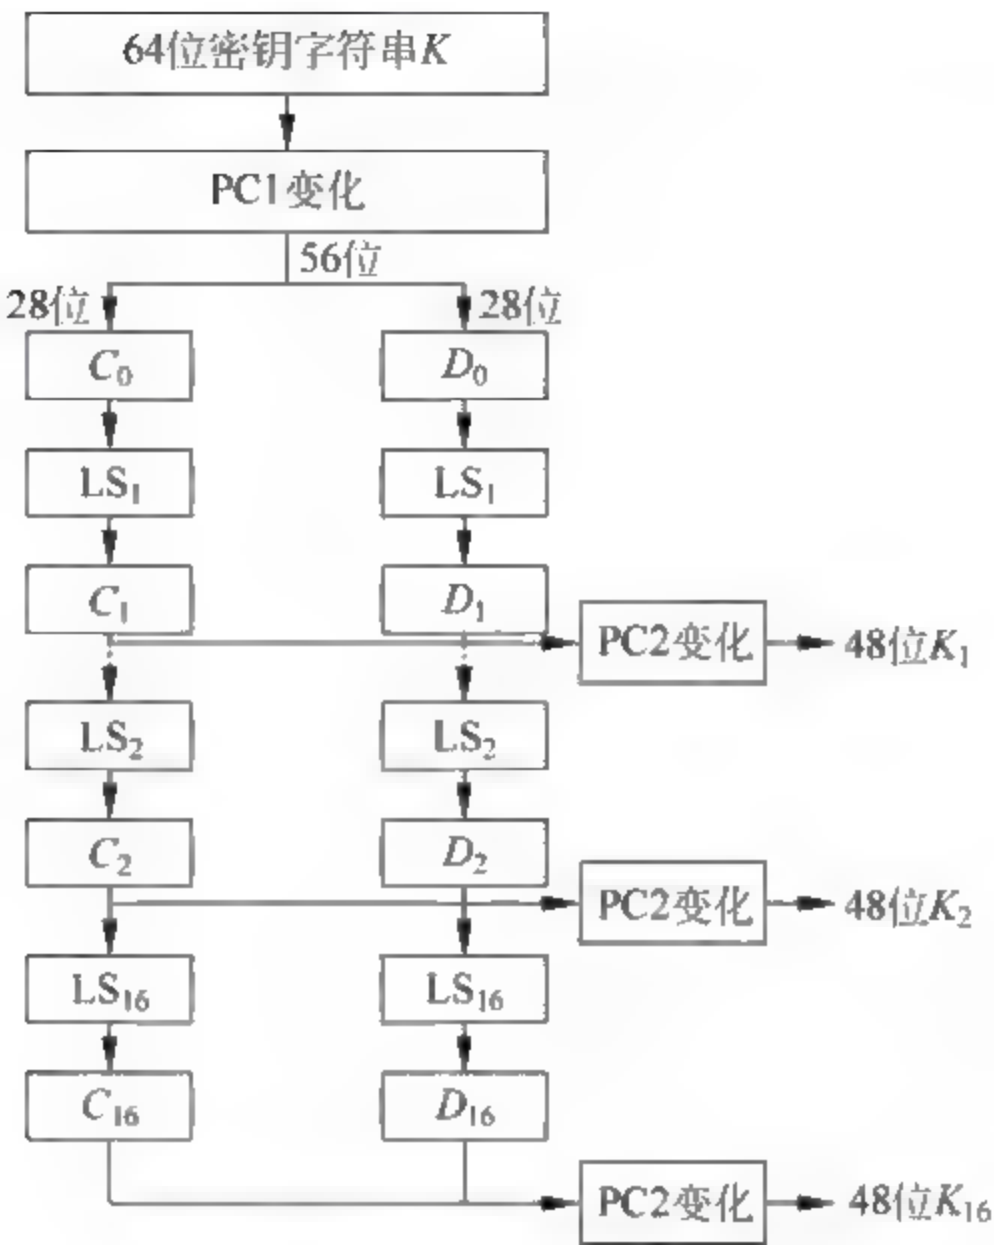 64位密钥字符串K
PC1变化
56位
28位 28位
C₀ D₀
LS₁ LS₁
C₁ D₁
PC2变化 48位K₁
LS₂ LS₂
C₂ D₂
PC2变化 48位K₂
LS₁₆ LS₁₆
C₁₆ D₁₆
PC2变化 48位K₁₆